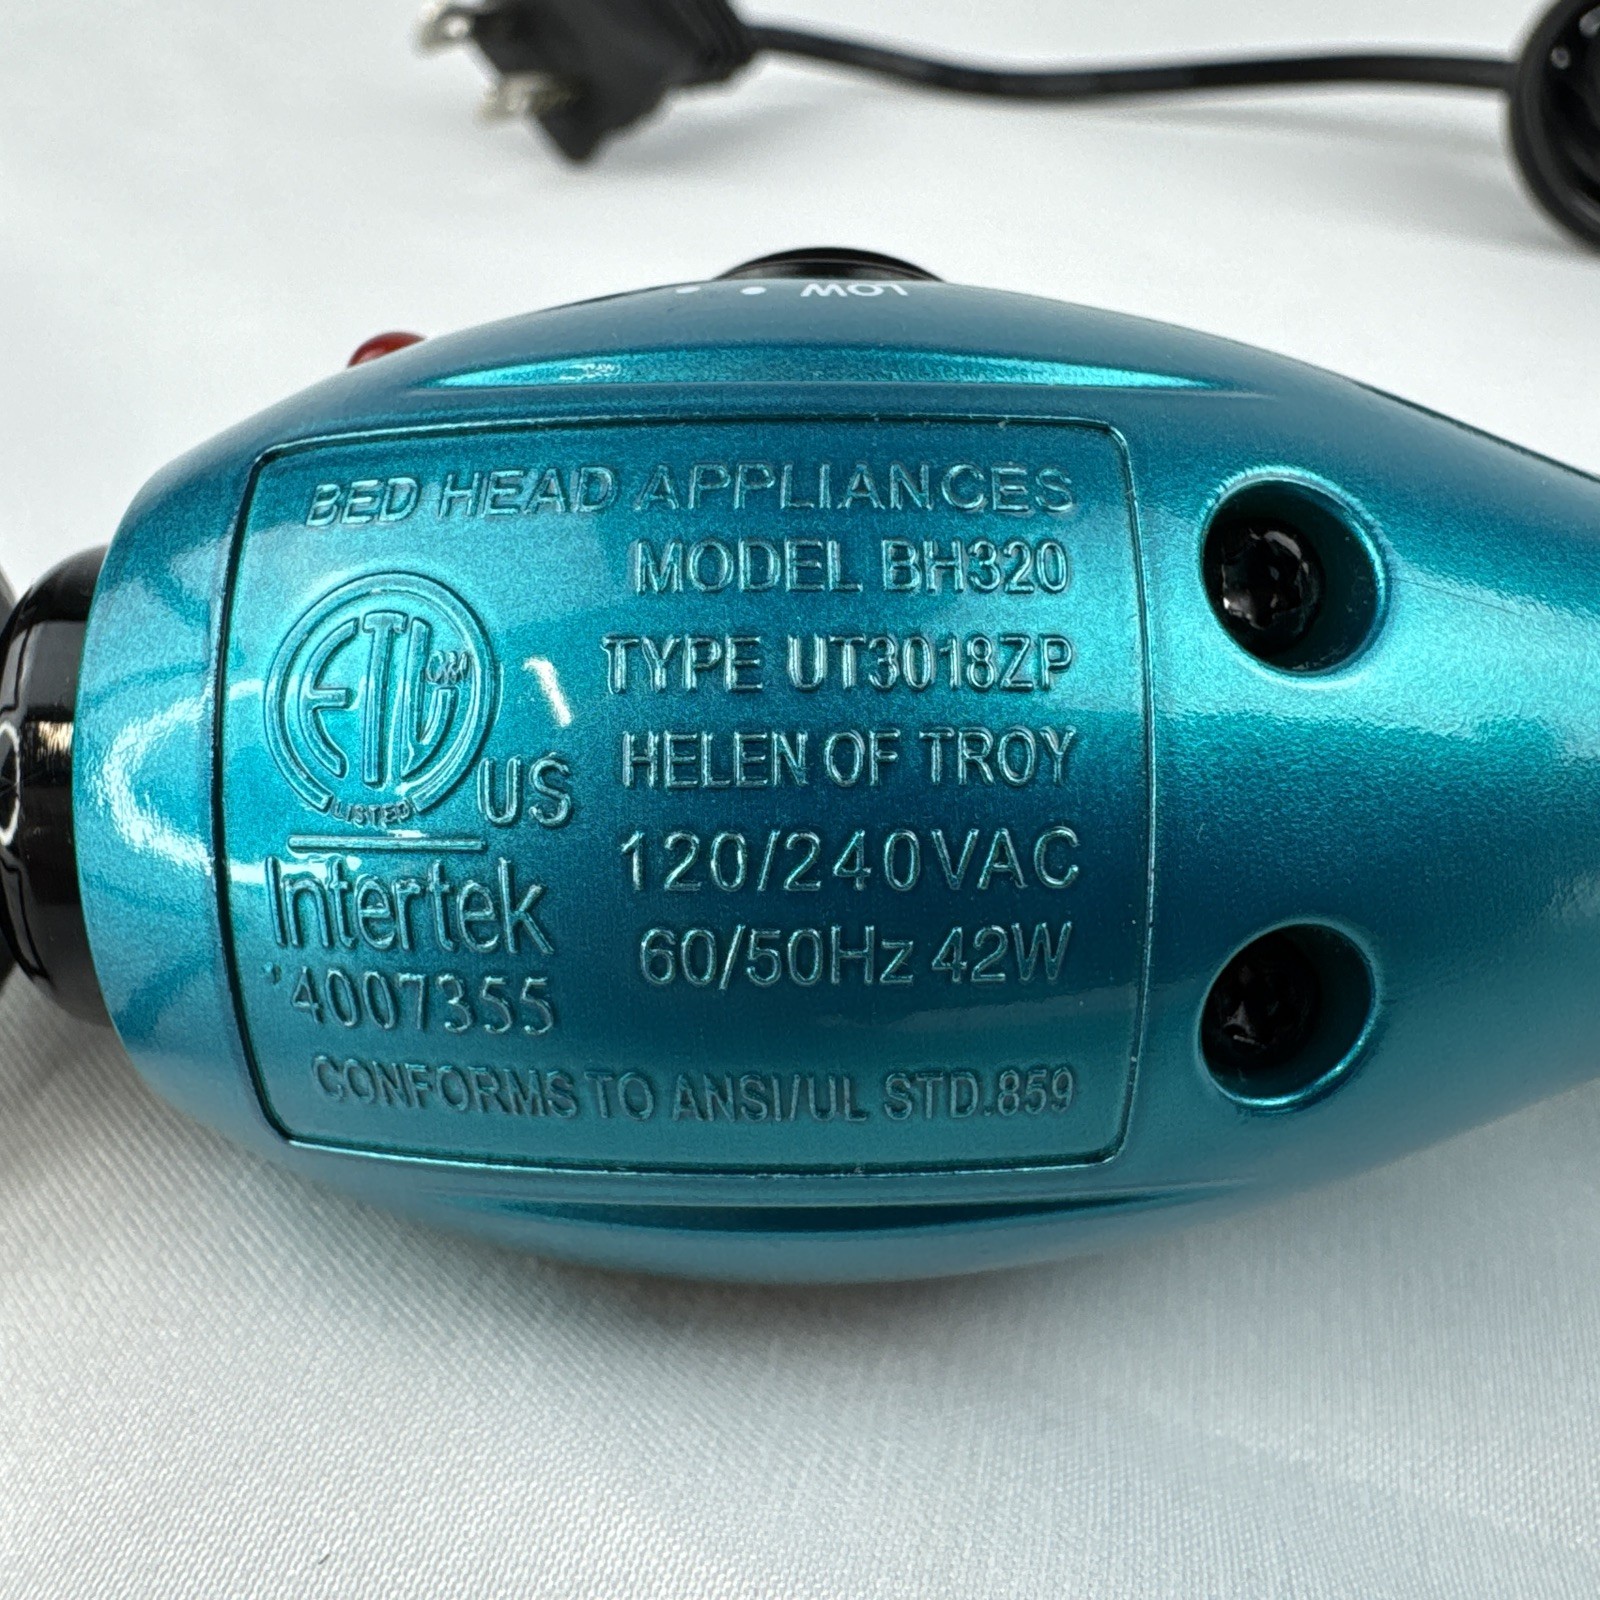 LOW
BED HEAD APPLIANCES
MODEL BH320
TYPE UT3018ZP
HELEN OF TROY
120/240VAC
60/50Hz 42W
ETL CM
LISTED
US
Intertek
4007355
CONFORMS TO ANSI/UL STD.859